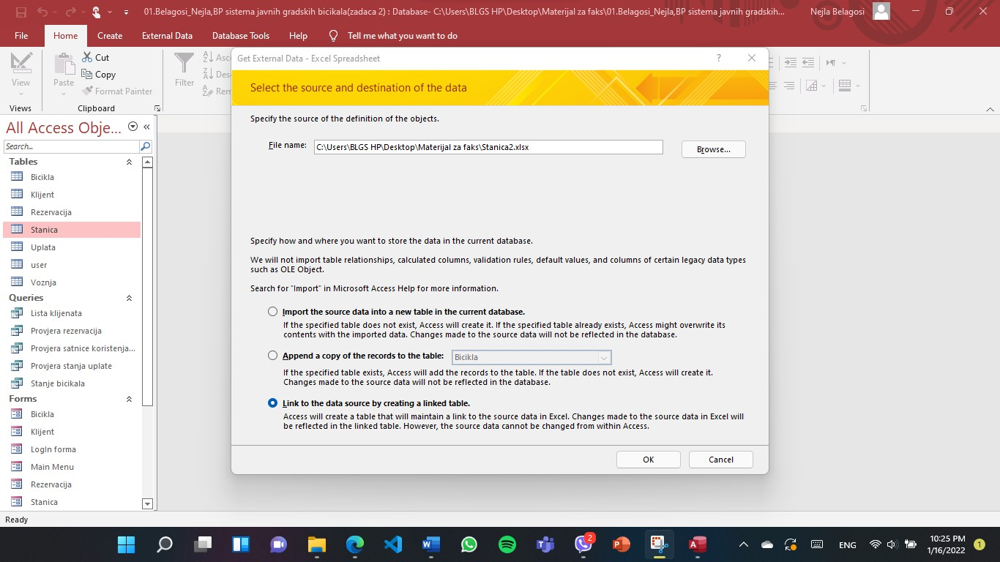 01.Belagosi_Nejla,BP sistema javnih gradskih bicikala(zadaca 2) : Database- C:\Users\BLGS HP\Desktop\Materijal za faks\01.Belagosi_Nejla,BP sistema javnih gradskih...
Nejla Belagosi
File Home Create External Data Database Tools Help Tell me what you want to do
View
Views
Paste
Cut
Copy
Format Painter
Clipboard
Filter
Asc
Des
Rem
All Access Obje...
Search...
Tables
Bicikla
Klijent
Rezervacija
Stanica
Uplata
user
Voznja
Queries
Lista klijenata
Provjera rezervacija
Provjera satnice koristenja...
Provjera stanja uplate
Stanje bicikala
Forms
Bicikla
Klijent
LogIn forma
Main Menu
Rezervacija
Stanica
Get External Data - Excel Spreadsheet
?
Select the source and destination of the data
Specify the source of the definition of the objects.
File name: C:\Users\BLGS HP\Desktop\Materijal za faks\Stanica2.xlsx Browse...
Specify how and where you want to store the data in the current database.
We will not import table relationships, calculated columns, validation rules, default values, and columns of certain legacy data types
such as OLE Object.
Search for "Import" in Microsoft Access Help for more information.
Import the source data into a new table in the current database.
If the specified table does not exist, Access will create it. If the specified table already exists, Access might overwrite its
contents with the imported data. Changes made to the source data will not be reflected in the database.
Append a copy of the records to the table: Bicikla
If the specified table exists, Access will add the records to the table. If the table does not exist, Access will create it.
Changes made to the source data will not be reflected in the database.
Link to the data source by creating a linked table.
Access will create a table that will maintain a link to the source data in Excel. Changes made to the source data in Excel will
be reflected in the linked table. However, the source data cannot be changed from within Access.
OK Cancel
Ready
2
ENG
10:25 PM
1/16/2022
1